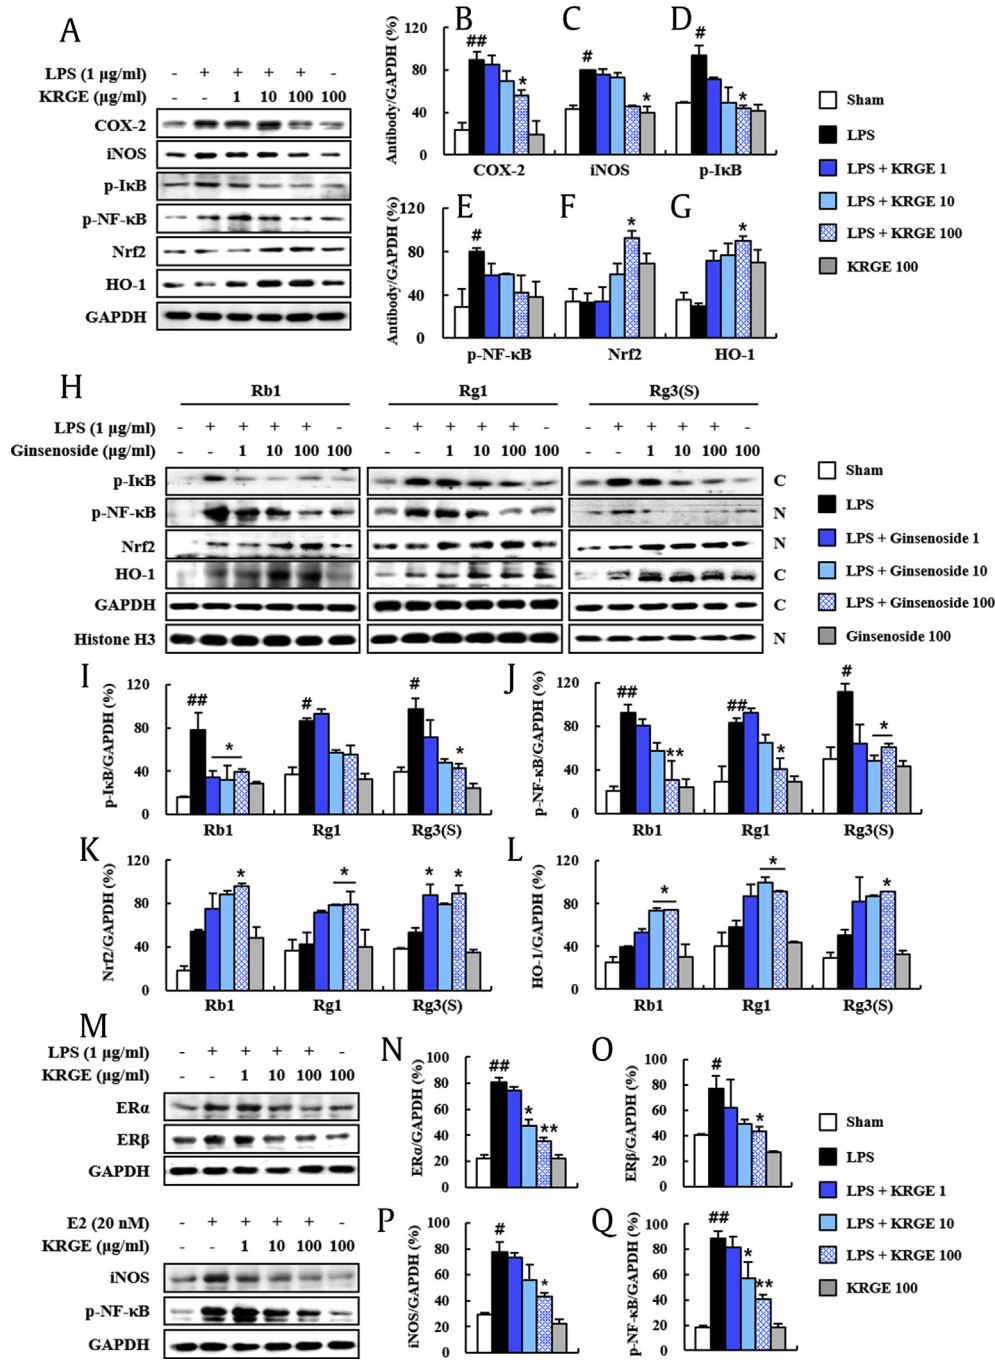 A
LPS (1 μg/ml) - + + + + -
KRGE (μg/ml) - - 1 10 100 100
COX-2
iNOS
p-IκB
p-NF-κB
Nrf2
HO-1
GAPDH
B C D
Antibody/GAPDH (%)
120
80
40
0
## * # * # *
COX-2 iNOS p-IκB
E F G
Antibody/GAPDH (%)
120
80
40
0
# * *
p-NF-κB Nrf2 HO-1
Sham
LPS
LPS + KRGE 1
LPS + KRGE 10
LPS + KRGE 100
KRGE 100
H
Rb1 Rg1 Rg3(S)
LPS (1 μg/ml) - + + + + - - + + + + - - + + + + -
Ginsenoside (μg/ml) - - 1 10 100 100 - - 1 10 100 100 - - 1 10 100 100
p-IκB C
p-NF-κB N
Nrf2 N
HO-1 C
GAPDH C
Histone H3 N
Sham
LPS
LPS + Ginsenoside 1
LPS + Ginsenoside 10
LPS + Ginsenoside 100
Ginsenoside 100
I
p-IκB/GAPDH (%)
120
80
40
0
## * # # *
Rb1 Rg1 Rg3(S)
J
p-NF-κB/GAPDH (%)
120
80
40
0
## ** ## * # *
Rb1 Rg1 Rg3(S)
K
Nrf2/GAPDH (%)
120
80
40
0
* * * *
Rb1 Rg1 Rg3(S)
L
HO-1/GAPDH (%)
120
80
40
0
* * *
Rb1 Rg1 Rg3(S)
M
LPS (1 μg/ml) - + + + + -
KRGE (μg/ml) - - 1 10 100 100
ERα
ERβ
GAPDH
E2 (20 nM) - + + + + -
KRGE (μg/ml) - - 1 10 100 100
iNOS
p-NF-κB
GAPDH
N
ERα/GAPDH (%)
100
80
60
40
20
0
## * **
O
ERβ/GAPDH (%)
100
80
60
40
20
0
# *
P
iNOS/GAPDH (%)
100
80
60
40
20
0
# *
Q
p-NF-κB/GAPDH (%)
100
80
60
40
20
0
## * **
Sham
LPS
LPS + KRGE 1
LPS + KRGE 10
LPS + KRGE 100
KRGE 100